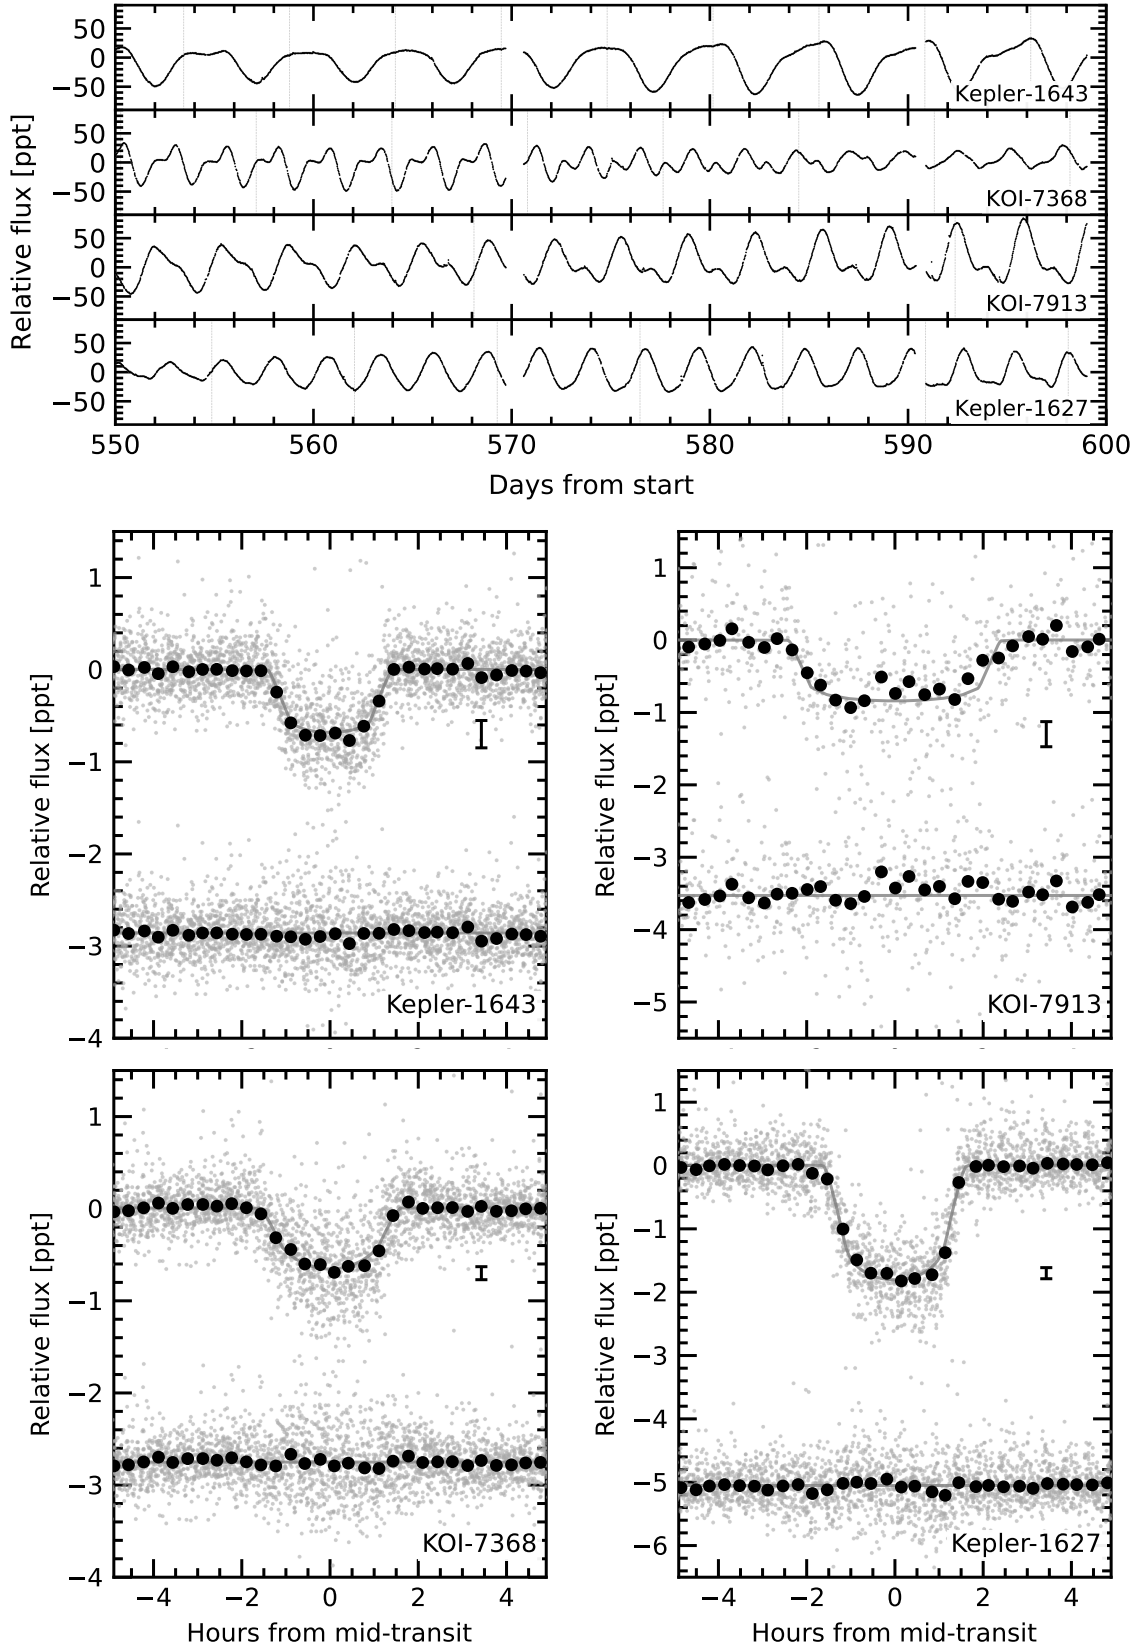 50
0
−50
Kepler-1643
50
0
−50
KOI-7368
50
0
−50
KOI-7913
50
0
−50
Kepler-1627
Relative flux [ppt]
550 560 570 580 590 600
Days from start
1
0
−1
−2
−3
−4
Relative flux [ppt]
Kepler-1643
1
0
−1
−2
−3
−4
−5
Relative flux [ppt]
KOI-7913
1
0
−1
−2
−3
−4
Relative flux [ppt]
KOI-7368
−4 −2 0 2 4
Hours from mid-transit
1
0
−1
−2
−3
−4
−5
−6
Relative flux [ppt]
Kepler-1627
−4 −2 0 2 4
Hours from mid-transit